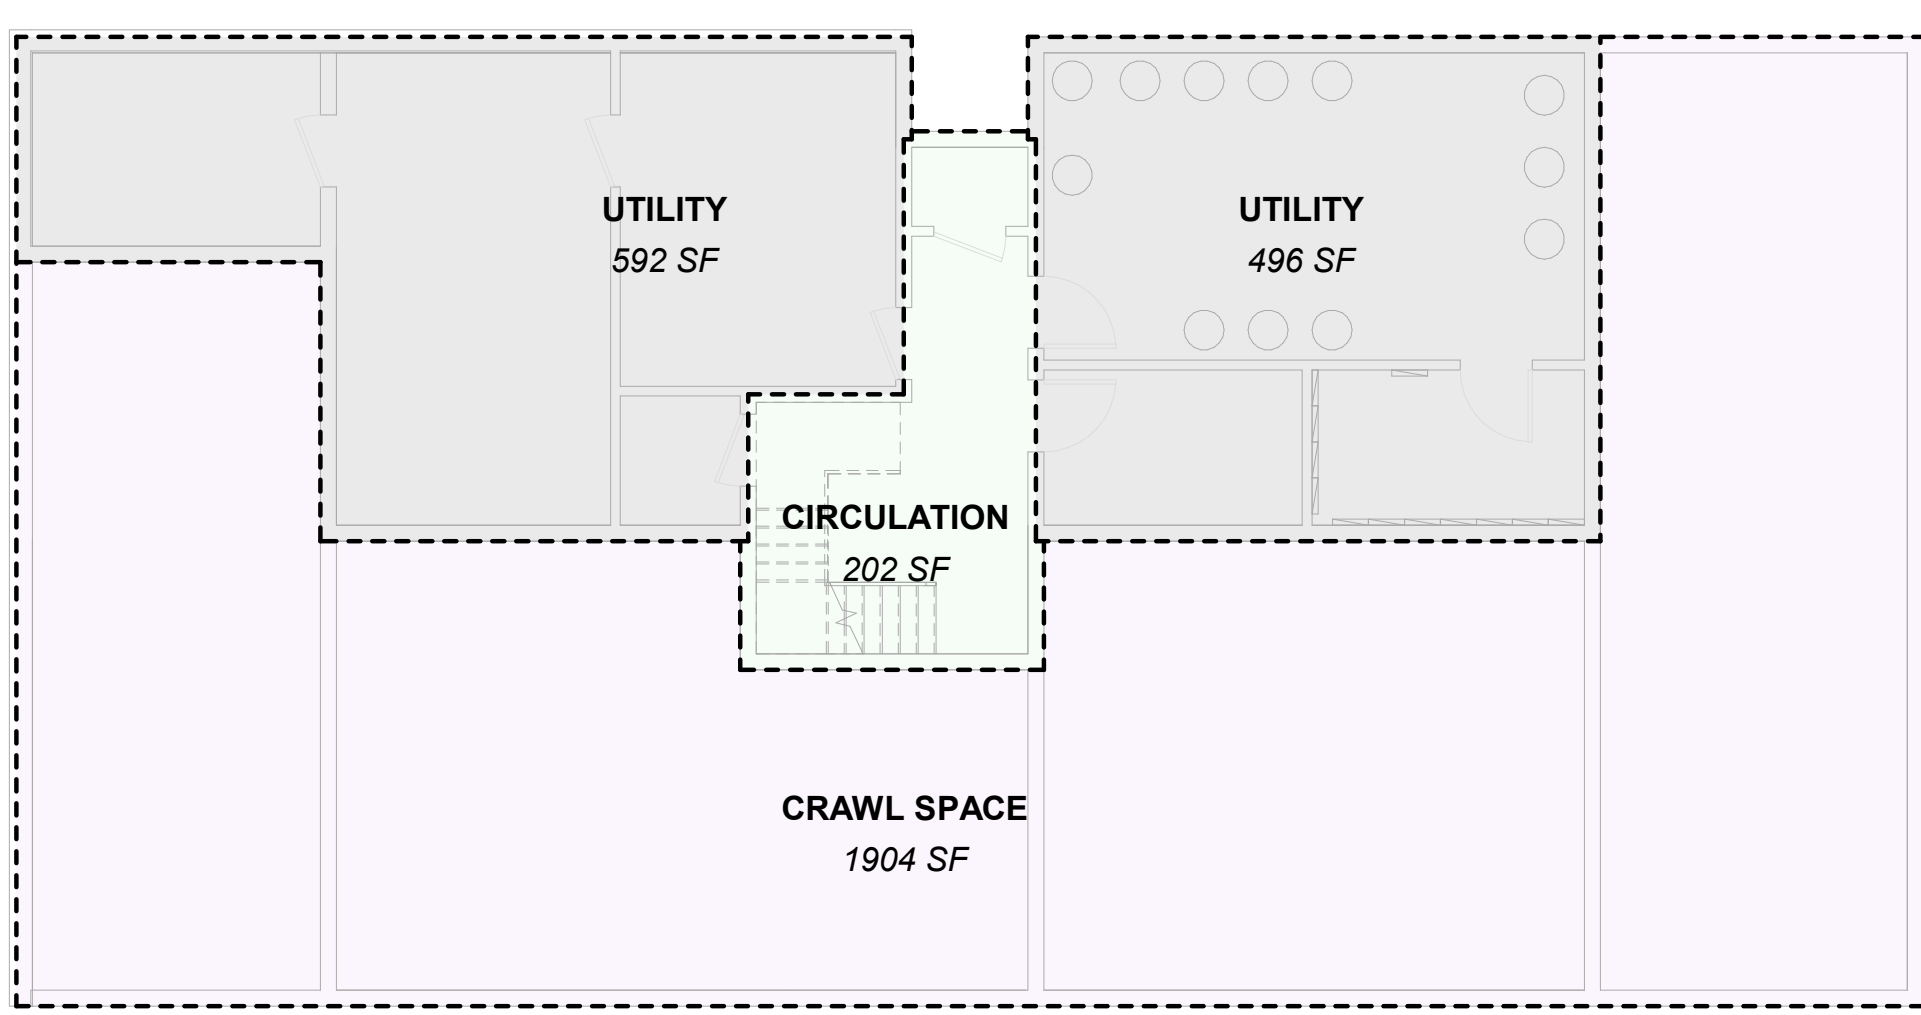 UTILITY
592 SF
UTILITY
496 SF
CIRCULATION
202 SF
CRAWL SPACE
1904 SF